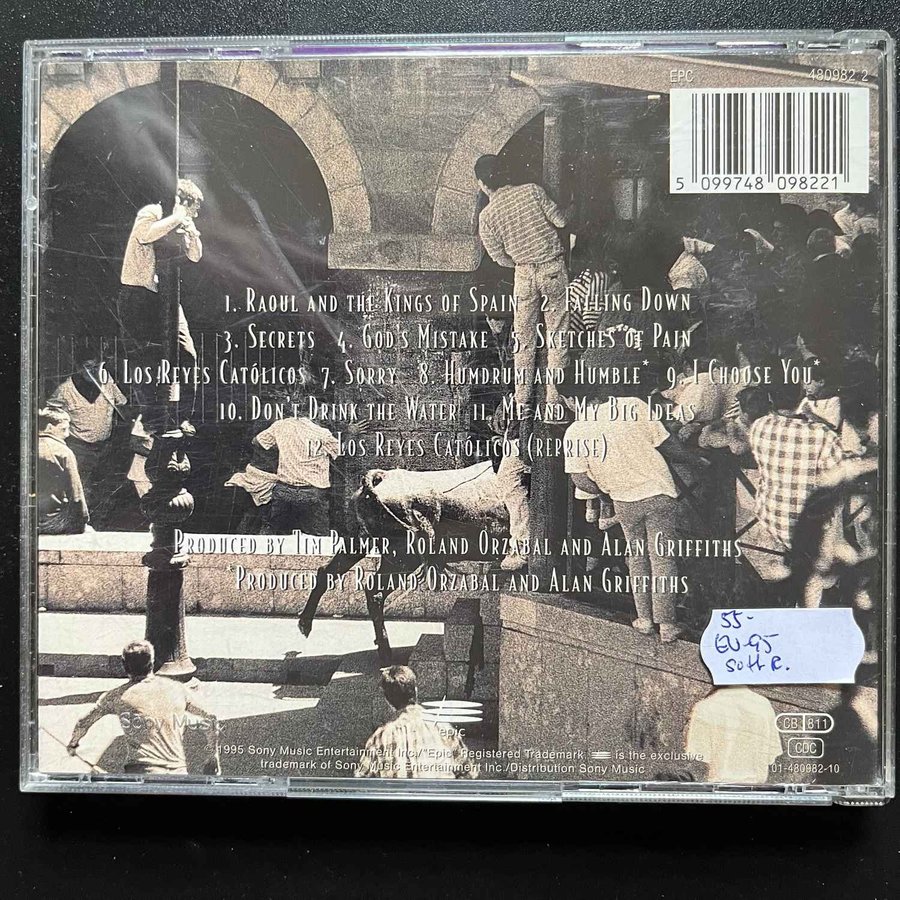 EPC 480982 2
5 099748 098221
1. Raoul and the Kings of Spain 2. Falling Down
3. Secrets 4. God's Mistake 5. Sketches of Pain
6. Los Reyes Católicos 7. Sorry 8. Humdrum and Humble* 9. I Choose You*
10. Don't Drink the Water 11. Me and My Big Ideas
12. Los Reyes Católicos (reprise)
Produced by Tim Palmer, Roland Orzabal and Alan Griffiths
*Produced by Roland Orzabal and Alan Griffiths
55-
EU-95
Sony Music
epic
CB 811
CDC
© 1995 Sony Music Entertainment Inc./"Epic" Registered Trademark is the exclusive
trademark of Sony Music Entertainment Inc./Distribution Sony Music
01-480982-10